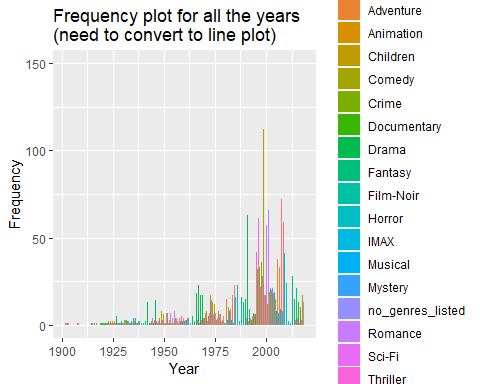 Frequency plot for all the years
(need to convert to line plot)
150
100
50
0
Frequency
1900
1925
1950
1975
2000
Year
Adventure
Animation
Children
Comedy
Crime
Documentary
Drama
Fantasy
Film-Noir
Horror
IMAX
Musical
Mystery
no_genres_listed
Romance
Sci-Fi
Thriller